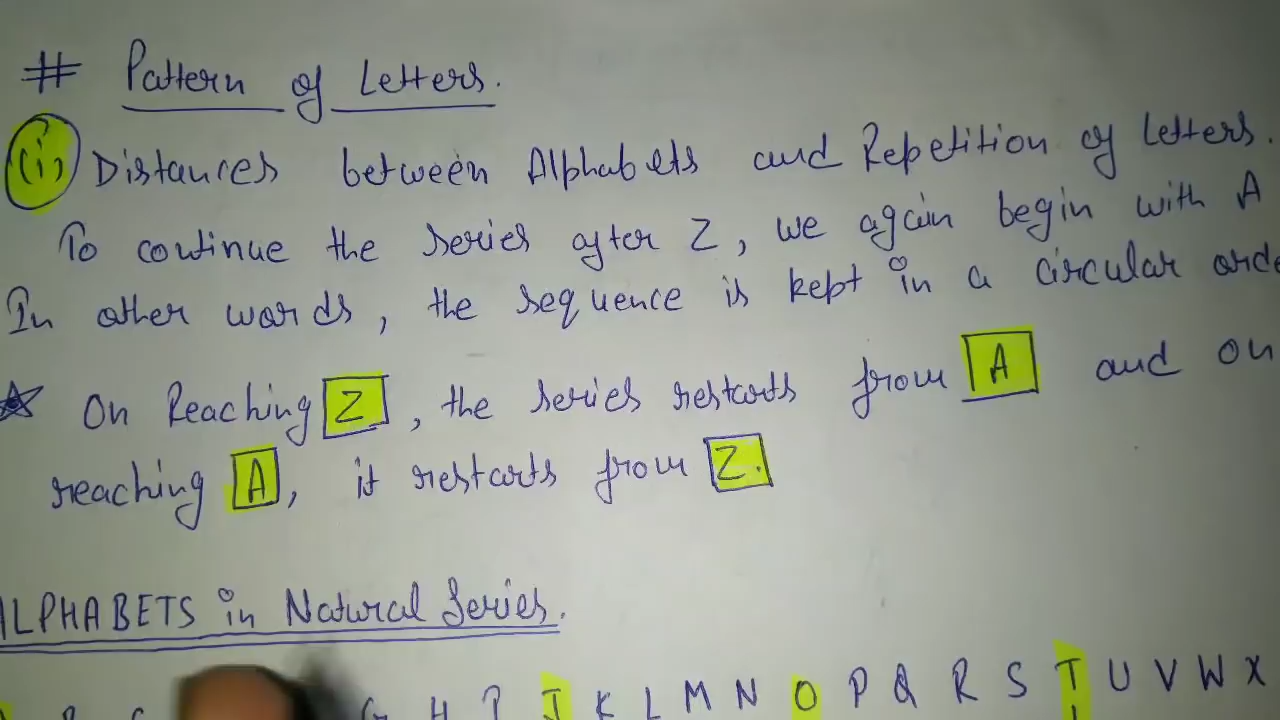 # Pattern of Letters.
(i) Distances between Alphabets and Repetition of Letters.
To continue the series after Z, we again begin with A
In other words, the sequence is kept in a circular orde
☆ On Reaching Z, the series restarts from A and on
reaching A, it restarts from Z.
ALPHABETS in Natural Series.
G H I J K L M N O P Q R S T U V W X